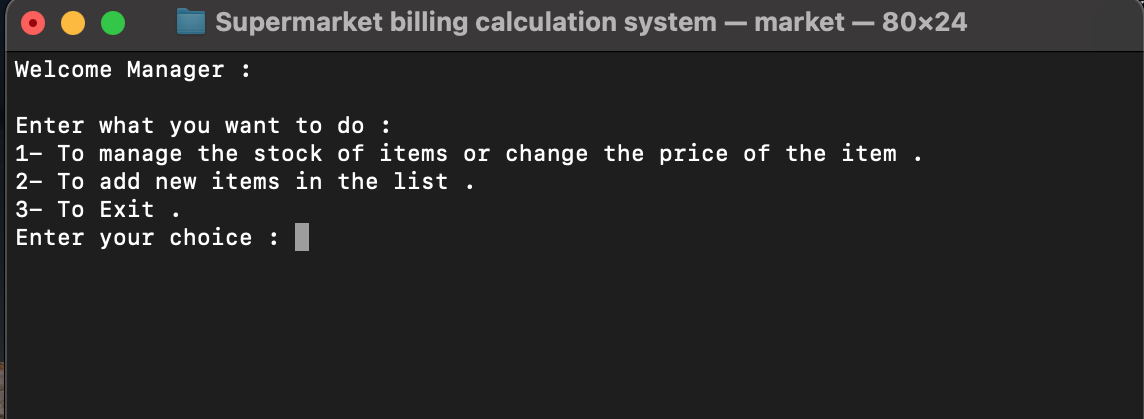 Supermarket billing calculation system — market — 80×24
Welcome Manager :
Enter what you want to do :
1- To manage the stock of items or change the price of the item .
2- To add new items in the list .
3- To Exit .
Enter your choice :